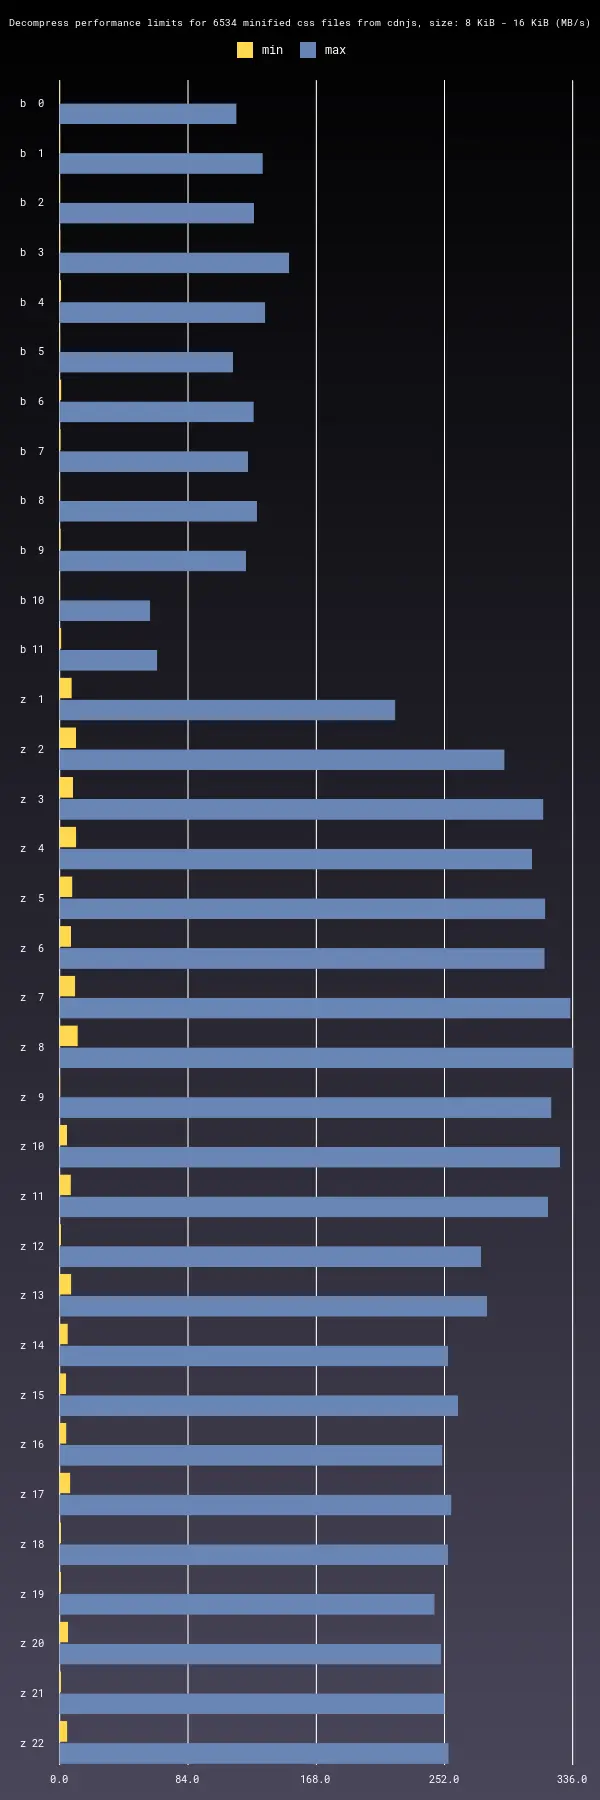 Decompress performance limits for 6534 minified css files from cdnjs, size: 8 KiB - 16 KiB (MB/s)
min max
b 0
b 1
b 2
b 3
b 4
b 5
b 6
b 7
b 8
b 9
b 10
b 11
z 1
z 2
z 3
z 4
z 5
z 6
z 7
z 8
z 9
z 10
z 11
z 12
z 13
z 14
z 15
z 16
z 17
z 18
z 19
z 20
z 21
z 22
0.0 84.0 168.0 252.0 336.0